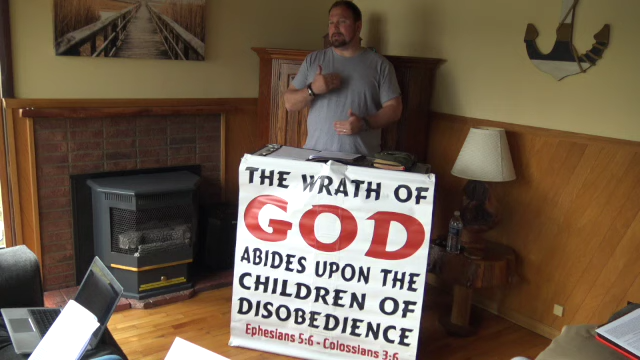 THE WRATH OF
GOD
ABIDES UPON THE
CHILDREN OF
DISOBEDIENCE
Ephesians 5:6 - Colossians 3:6